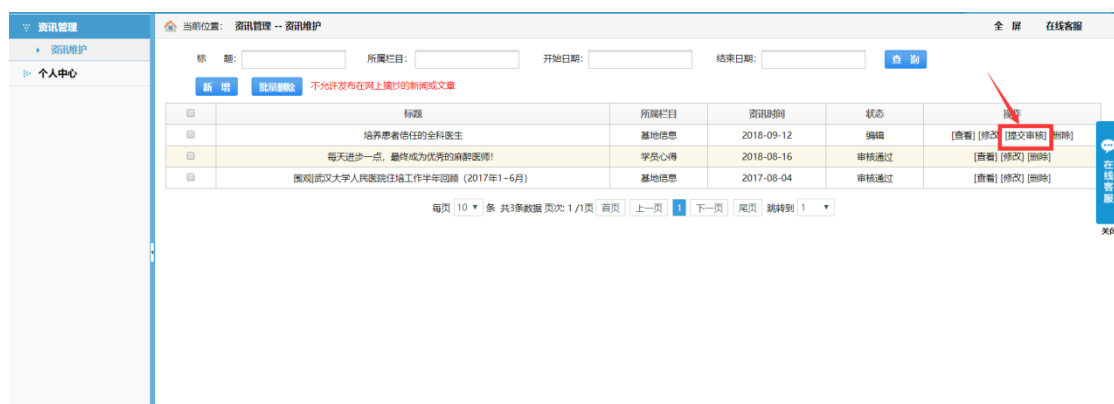 资讯管理
当前位置： 资讯管理 -- 资讯维护
全 屏 在线客服
资讯维护
个人中心
标 题: 所属栏目: 开始日期: 结束日期: 查 询
新 增 批量删除 不允许发布在网上摘抄的新闻或文章
标题 所属栏目 资讯时间 状态 操作
培养患者信任的全科医生 基地信息 2018-09-12 编辑 [查看] [修改] [提交审核] [删除]
每天进步一点，最终成为优秀的麻醉医师! 学员心得 2018-08-16 审核通过 [查看] [修改] [删除]
围观|武汉大学人民医院住培工作半年回顾（2017年1~6月） 基地信息 2017-08-04 审核通过 [查看] [修改] [删除]
每页 10 条 共3条数据 页次: 1 /1页 首页 上一页 1 下一页 尾页 跳转到 1
在线客服
关闭